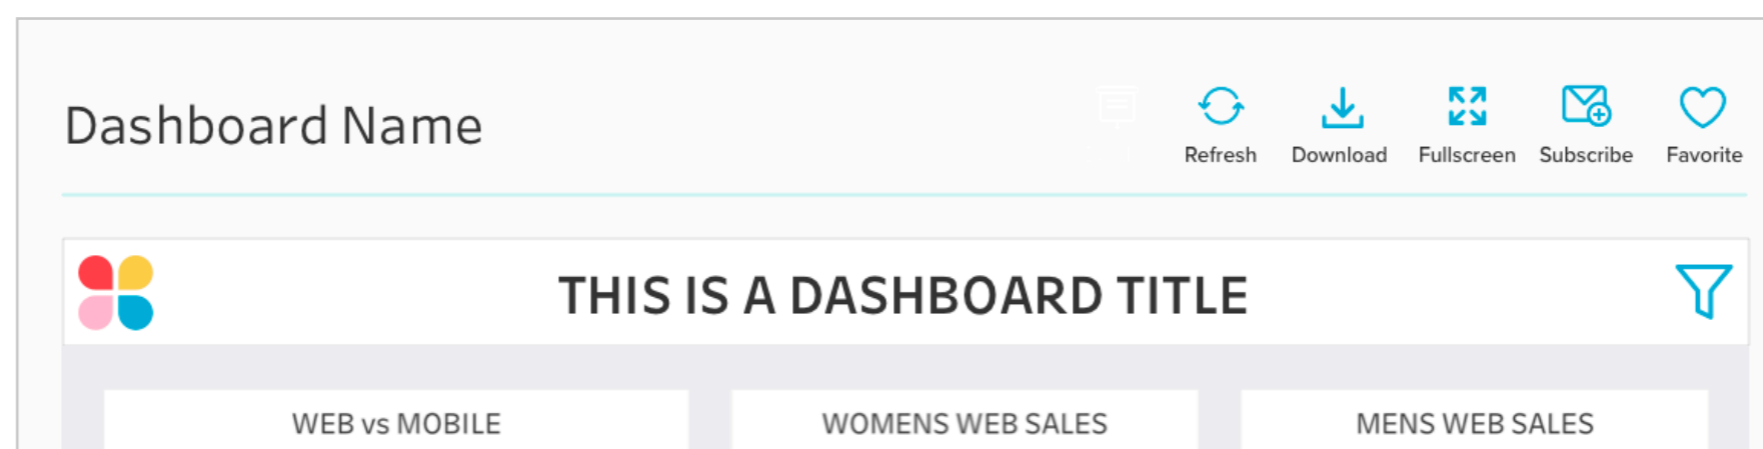 Dashboard Name
Refresh Download Fullscreen Subscribe Favorite
THIS IS A DASHBOARD TITLE
WEB vs MOBILE
WOMENS WEB SALES
MENS WEB SALES